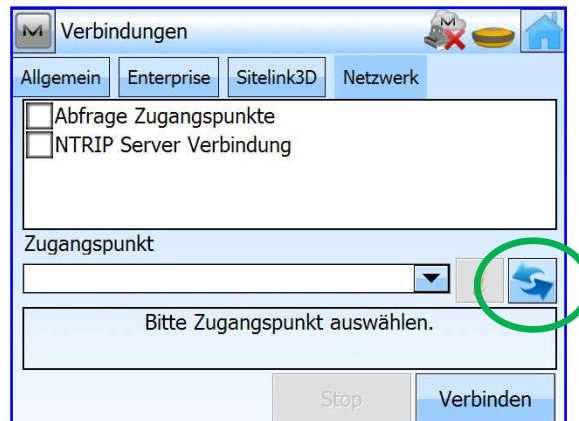 Verbindungen
Allgemein Enterprise Sitelink3D Netzwerk
Abfrage Zugangspunkte
NTRIP Server Verbindung
Zugangspunkt
Bitte Zugangspunkt auswählen.
Stop Verbinden